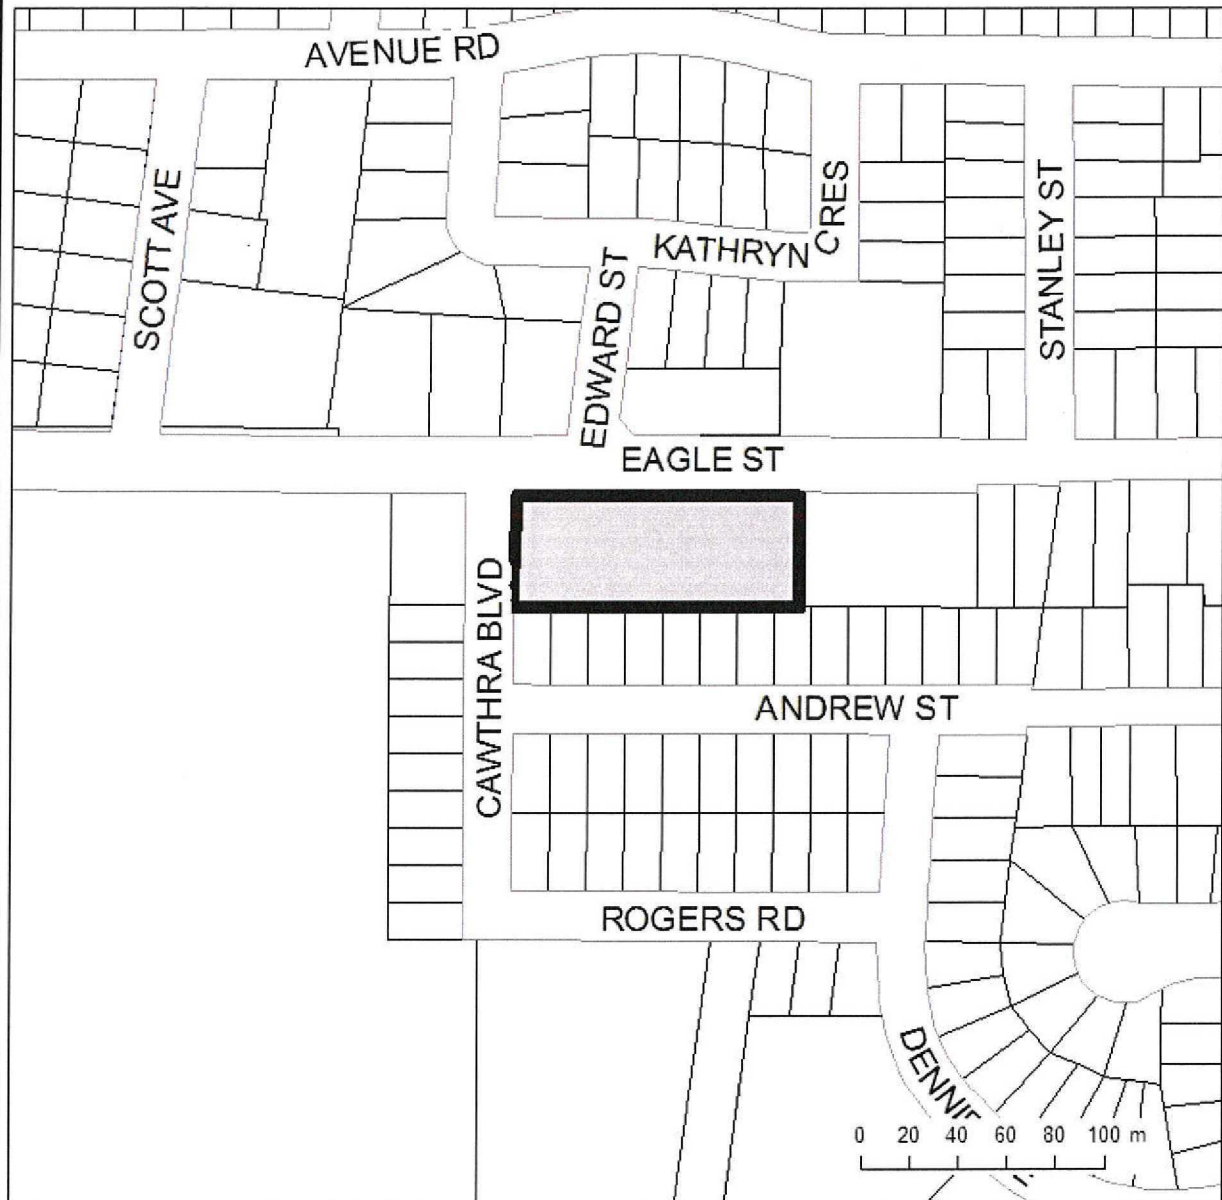 AVENUE RD
SCOTT AVE
KATHRYN CRES
STANLEY ST
EDWARD ST
EAGLE ST
CAWTHRA BLVD
ANDREW ST
ROGERS RD
0 20 40 60 80 100 m